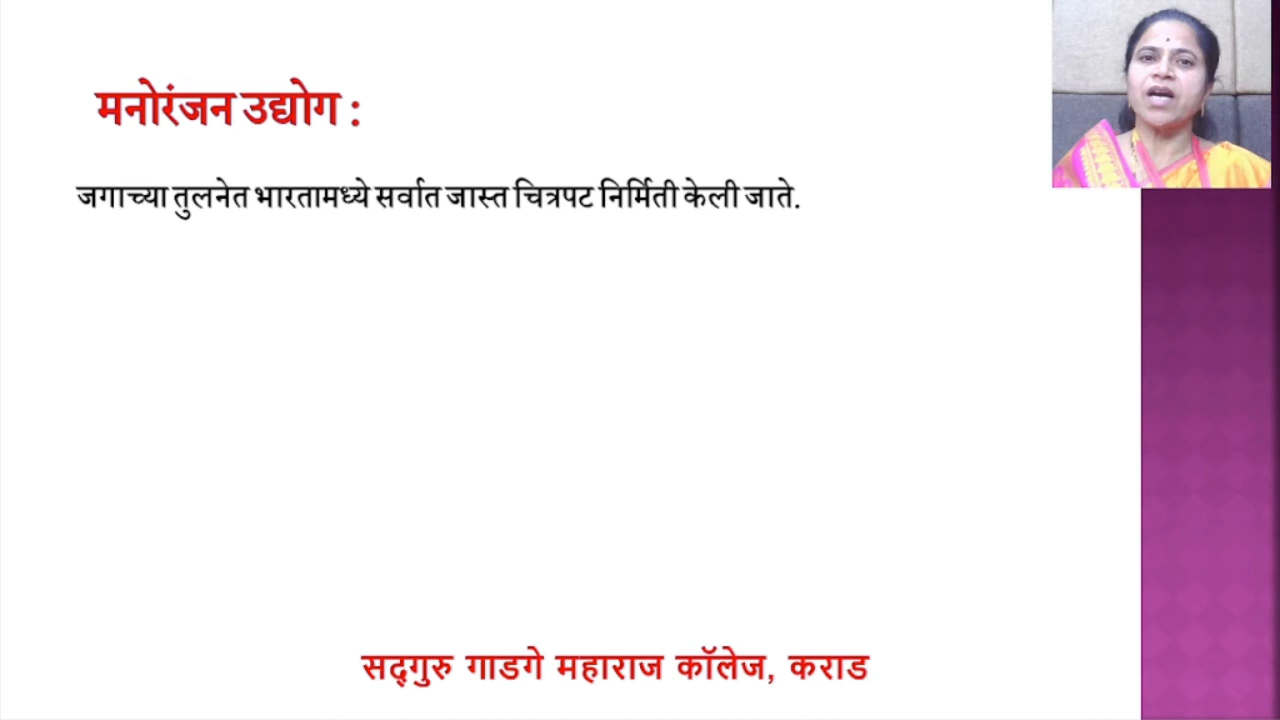 मनोरंजन उद्योग :
जगाच्या तुलनेत भारतामध्ये सर्वात जास्त चित्रपट निर्मिती केली जाते.
सद्‌गुरु गाडगे महाराज कॉलेज, कराड